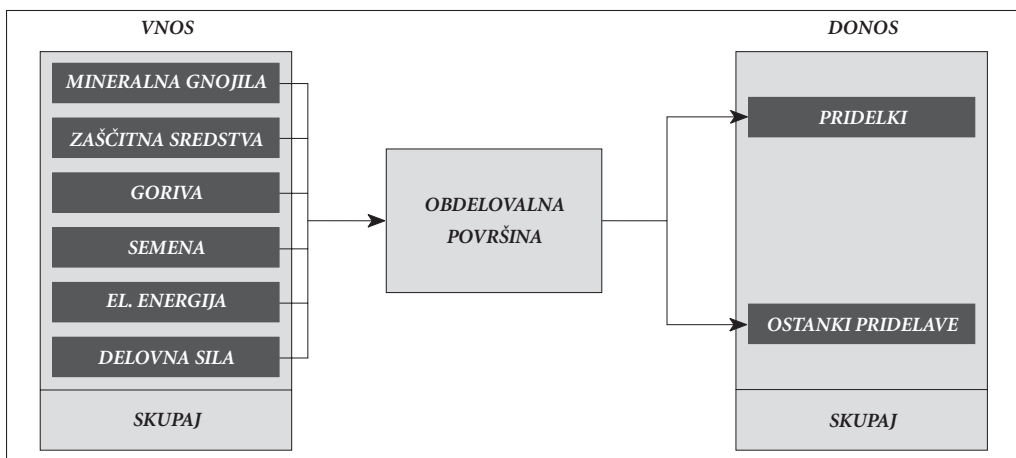 VNOS
MINERALNA GNOJILA
ZAŠČITNA SREDSTVA
GORIVA
SEMENA
EL. ENERGIJA
DELOVNA SILA
SKUPAJ
OBDELOVALNA
POVRŠINA
DONOS
PRIDELKI
OSTANKI PRIDELAVE
SKUPAJ